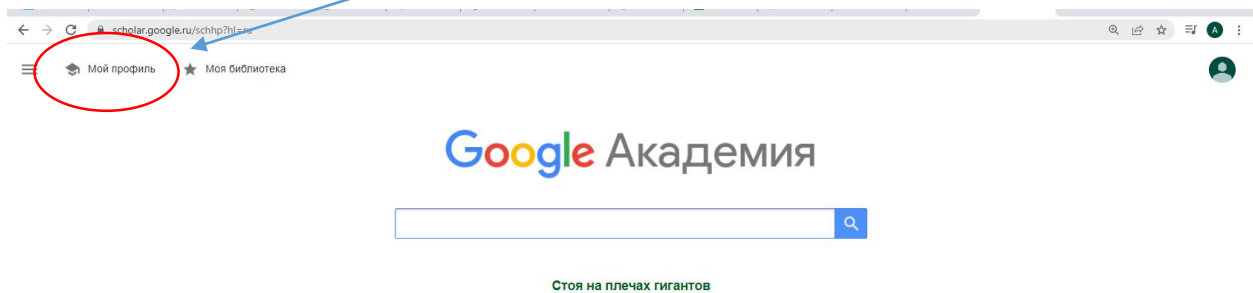 scholar.google.ru/schhp?hl=ru
A
Мой профиль
Моя библиотека
Google Академия
Стоя на плечах гигантов